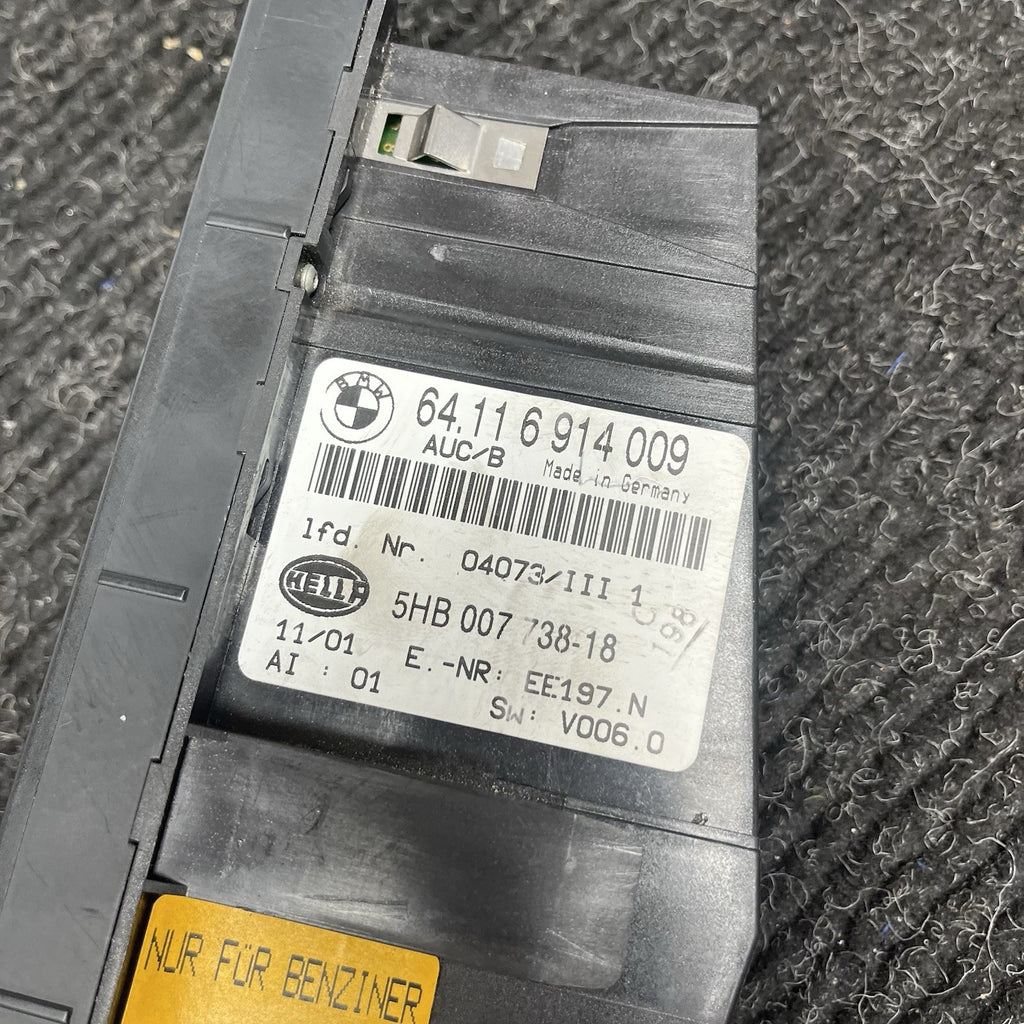 BMW
64.11 6 914 009
AUC/B Made in Germany
lfd. Nr. 04073/III 1
HELLA
5HB 007 738-18
11/01
E.-NR: EE197.N
AI : 01
SW: V006.0
NUR FÜR BENZINER